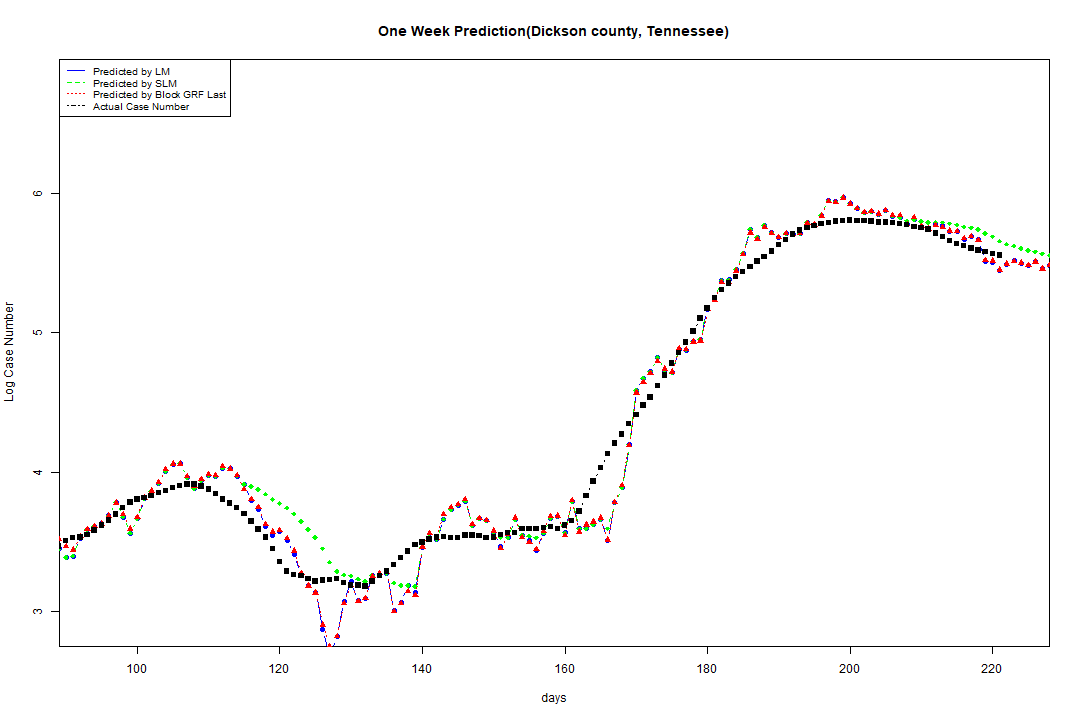 One Week Prediction(Dickson county, Tennessee)
Predicted by LM
Predicted by SLM
Predicted by Block GRF Last
Actual Case Number
Log Case Number
6
5
4
3
100 120 140 160 180 200 220
days